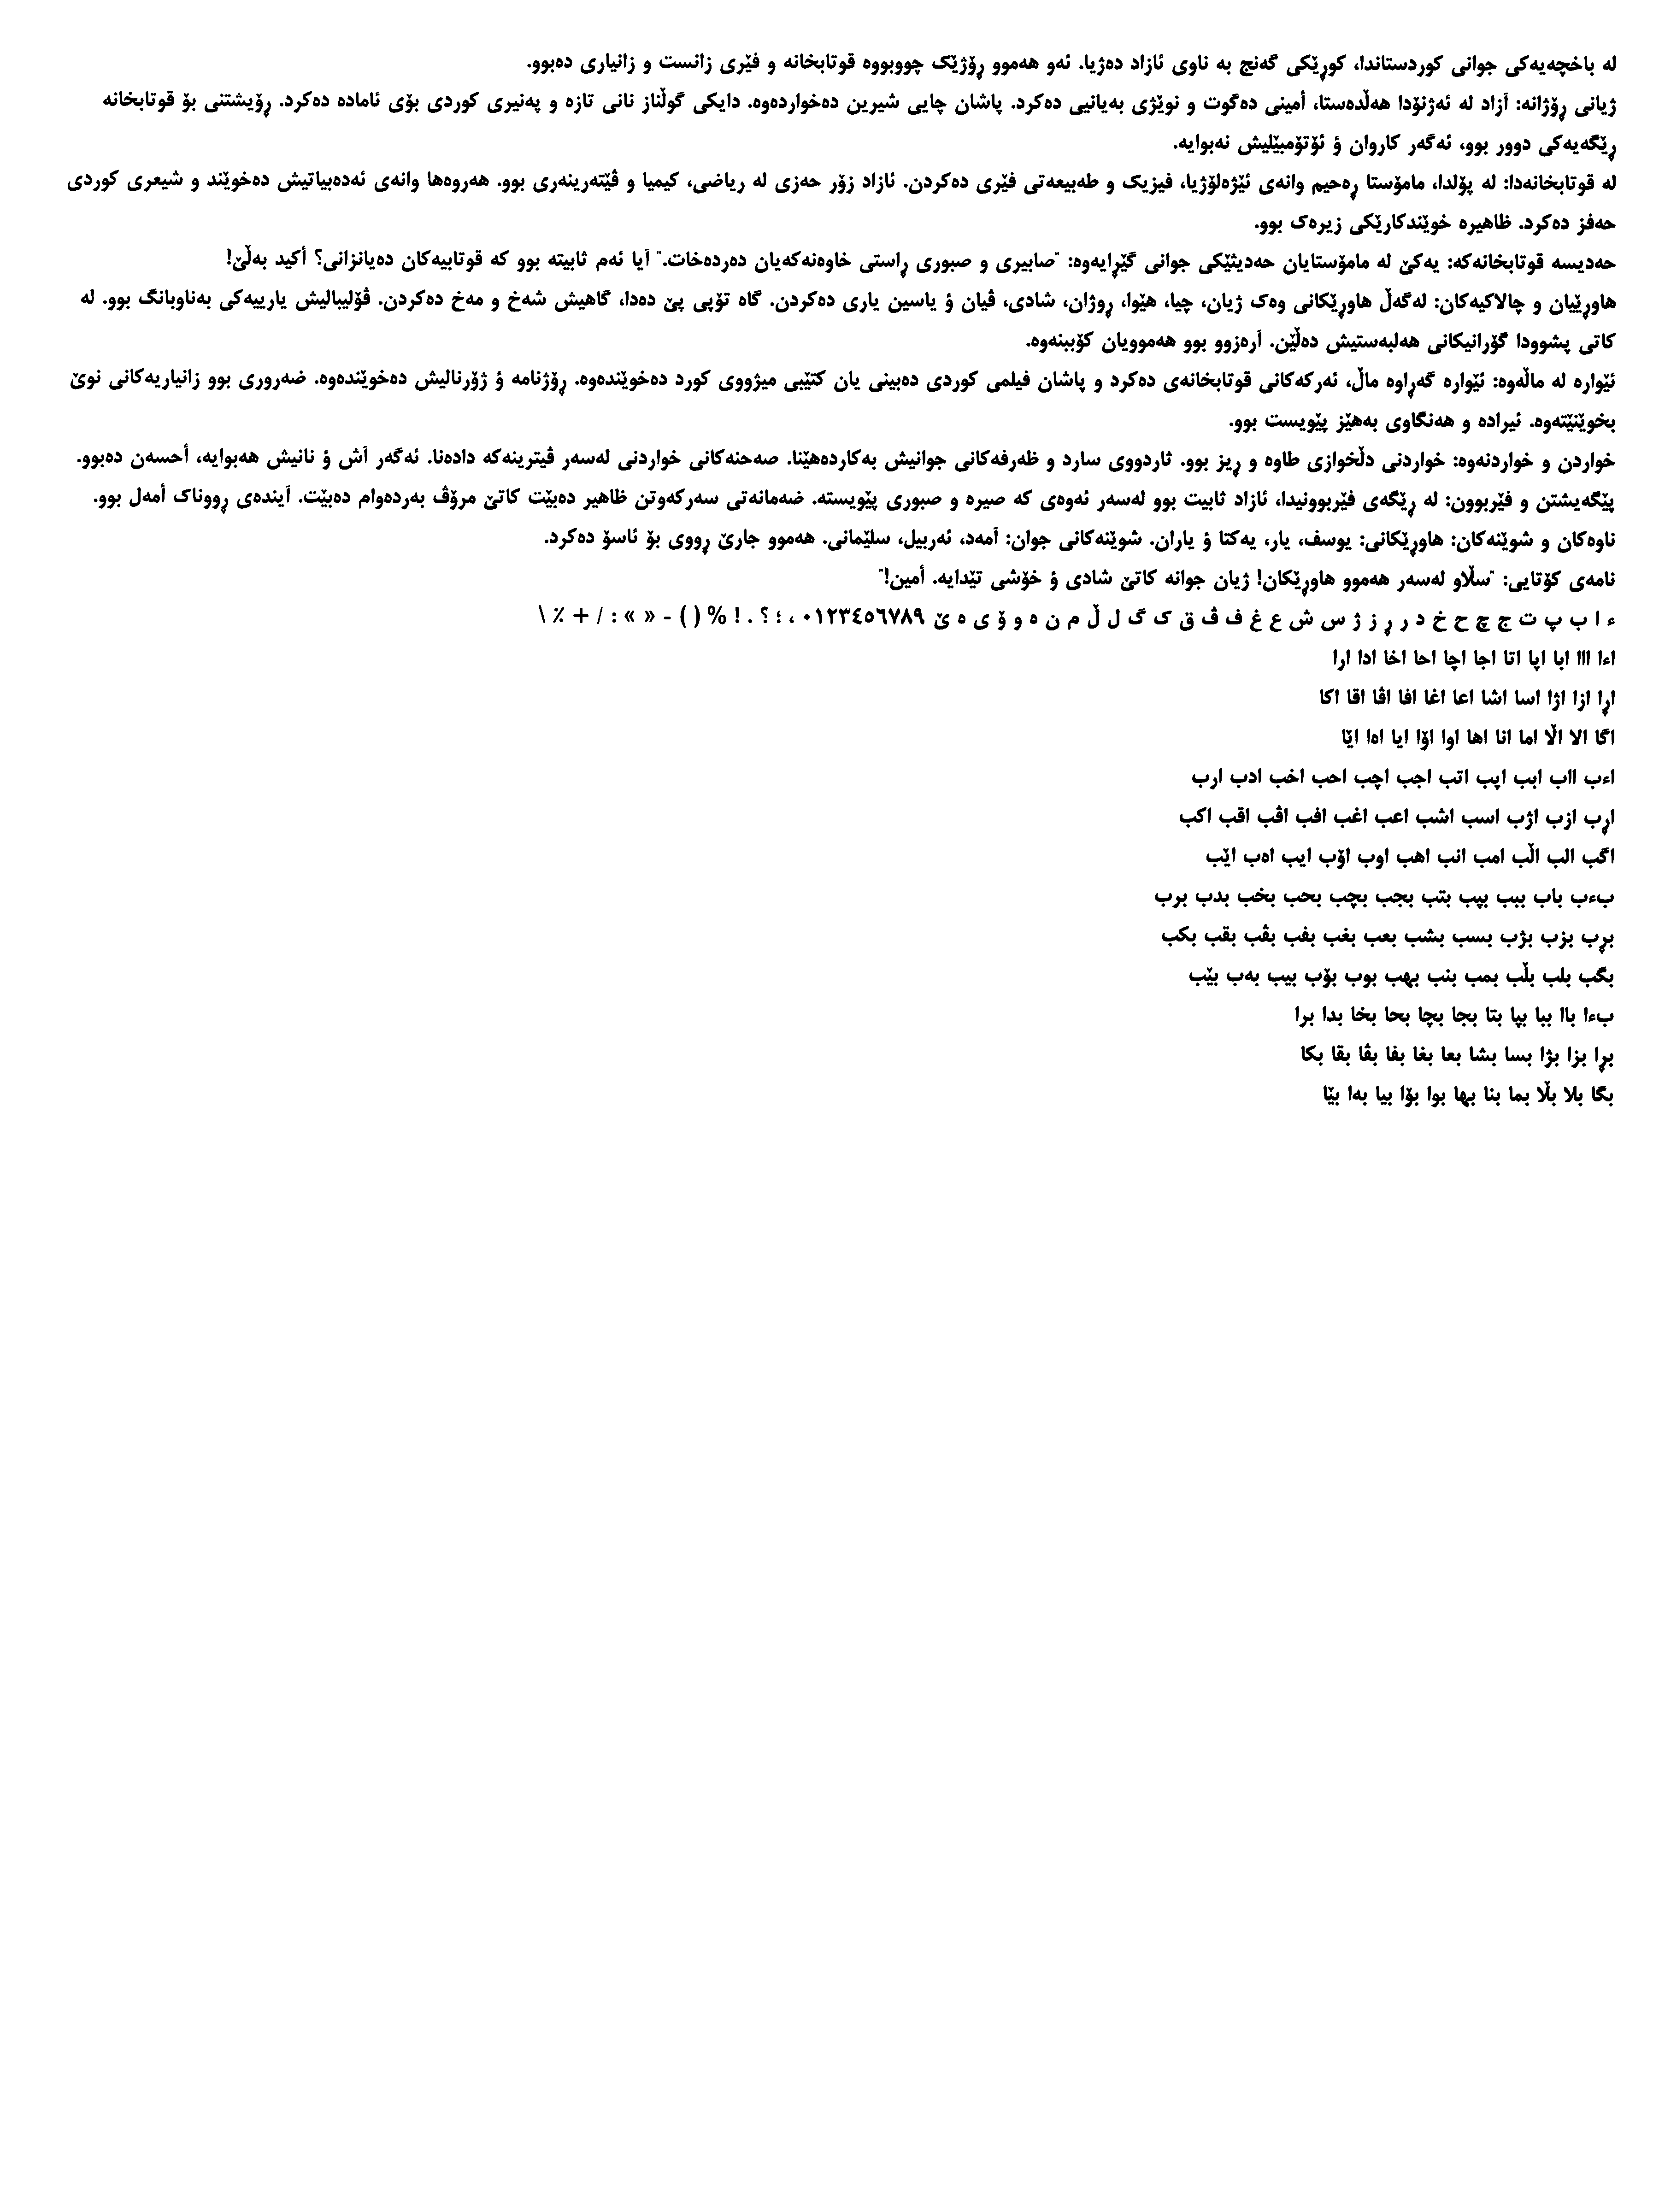 لە باخچەیەکی جوانی کوردستاندا، کوڕێکی گەنج بە ناوی ئازاد دەژیا. ئەو هەموو ڕۆژێک چووبووە قوتابخانە و فێری زانست و زانیاری دەبوو.
ژیانی ڕۆژانە: آزاد لە ئەژنۆدا هەڵدەستا، أمینی دەگوت و نوێژی بەیانیی دەکرد. پاشان چایی شیرین دەخواردەوە. دایکی گوڵناز نانی تازە و پەنیری کوردی بۆی ئامادە دەکرد. ڕۆیشتنی بۆ قوتابخانە
ڕێگەیەکی دوور بوو، ئەگەر کاروان ؤ ئۆتۆمبێلیش نەبوایە.
لە قوتابخانەدا: لە پۆلدا، مامۆستا ڕەحیم وانەی ئێژەلۆژیا، فیزیک و طەبیعەتی فێری دەکردن. ئازاد زۆر حەزی لە ریاضی، کیمیا و ڤێتەرینەری بوو. هەروەها وانەی ئەدەبیاتیش دەخوێند و شیعری کوردی
حەفز دەکرد. ظاهیرە خوێندکارێکی زیرەک بوو.
حەدیسە قوتابخانەکە: یەکێ لە مامۆستایان حەدیثێکی جوانی گێڕایەوە: "صابیری و صبوری ڕاستی خاوەنەکەیان دەردەخات." آیا ئەم ثابیتە بوو کە قوتابیەکان دەیانزانی؟ أکید بەڵێ!
هاوڕێیان و چالاکیەکان: لەگەڵ هاوڕێکانی وەک ژیان، چیا، هێوا، ڕوژان، شادی، ڤیان ؤ یاسین یاری دەکردن. گاە تۆپی پێ دەدا، گاهیش شەخ و مەخ دەکردن. ڤۆلیبالیش یارییەکی بەناوبانگ بوو. لە
کاتی پشوودا گۆرانیکانی هەلبەستیش دەڵێن. آرەزوو بوو هەموویان کۆببنەوە.
ئێوارە لە ماڵەوە: ئێوارە گەڕاوە ماڵ، ئەرکەکانی قوتابخانەی دەکرد و پاشان فیلمی کوردی دەبینی یان کتێبی میژووی کورد دەخوێندەوە. ڕۆژنامە ؤ ژۆرنالیش دەخوێندەوە. ضەروری بوو زانیاریەکانی نوێ
بخوێنێتەوە. ئیرادە و هەنگاوی بەهێز پێویست بوو.
خواردن و خواردنەوە: خواردنی دڵخوازی طاوە و ڕیز بوو. ثاردووی سارد و ظەرفەکانی جوانیش بەکاردەهێنا. صەحنەکانی خواردنی لەسەر ڤیترینەکە دادەنا. ئەگەر آش ؤ نانیش هەبوایە، أحسەن دەبوو.
پێگەیشتن و فێربوون: لە ڕێگەی فێربوونیدا، ئازاد ثابیت بوو لەسەر ئەوەی کە صیرە و صبوری پێویستە. ضەمانەتی سەرکەوتن ظاهیر دەبێت کاتێ مرۆڤ بەردەوام دەبێت. آیندەی ڕووناک أمەل بوو.
ناوەکان و شوێنەکان: هاوڕێکانی: یوسف، یار، یەکتا ؤ یاران. شوێنەکانی جوان: آمەد، ئەربیل، سلێمانی. هەموو جارێ ڕووی بۆ ئاسۆ دەکرد.
نامەی کۆتایی: "سڵاو لەسەر هەموو هاوڕێکان! ژیان جوانە کاتێ شادی ؤ خۆشی تێدایە. أمین!"
ء ا ب پ ت ج چ ح خ د ر ڕ ز ژ س ش ع غ ف ڤ ق ک گ ل ڵ م ن ه و ۆ ی ە ێ ٠١٢٣٤٥٦٧٨٩ ، ؛ ؟ . ! % ( ) - « » : / + ٪ \
اءا ااا ابا اپا اتا اجا اچا احا اخا ادا ارا
اڕا ازا اژا اسا اشا اعا اغا افا اڤا اقا اکا
اگا الا اڵا اما انا اها اوا اۆا ایا اەا اێا
اءب ااب ابب اپب اتب اجب اچب احب اخب ادب ارب
اڕب ازب اژب اسب اشب اعب اغب افب اڤب اقب اکب
اگب الب اڵب امب انب اهب اوب اۆب ایب اەب اێب
بءب باب ببب بپب بتب بجب بچب بحب بخب بدب برب
بڕب بزب بژب بسب بشب بعب بغب بفب بڤب بقب بکب
بگب بلب بڵب بمب بنب بهب بوب بۆب بیب بەب بێب
بءا باا ببا بپا بتا بجا بچا بحا بخا بدا برا
بڕا بزا بژا بسا بشا بعا بغا بفا بڤا بقا بکا
بگا بلا بڵا بما بنا بها بوا بۆا بیا بەا بێا